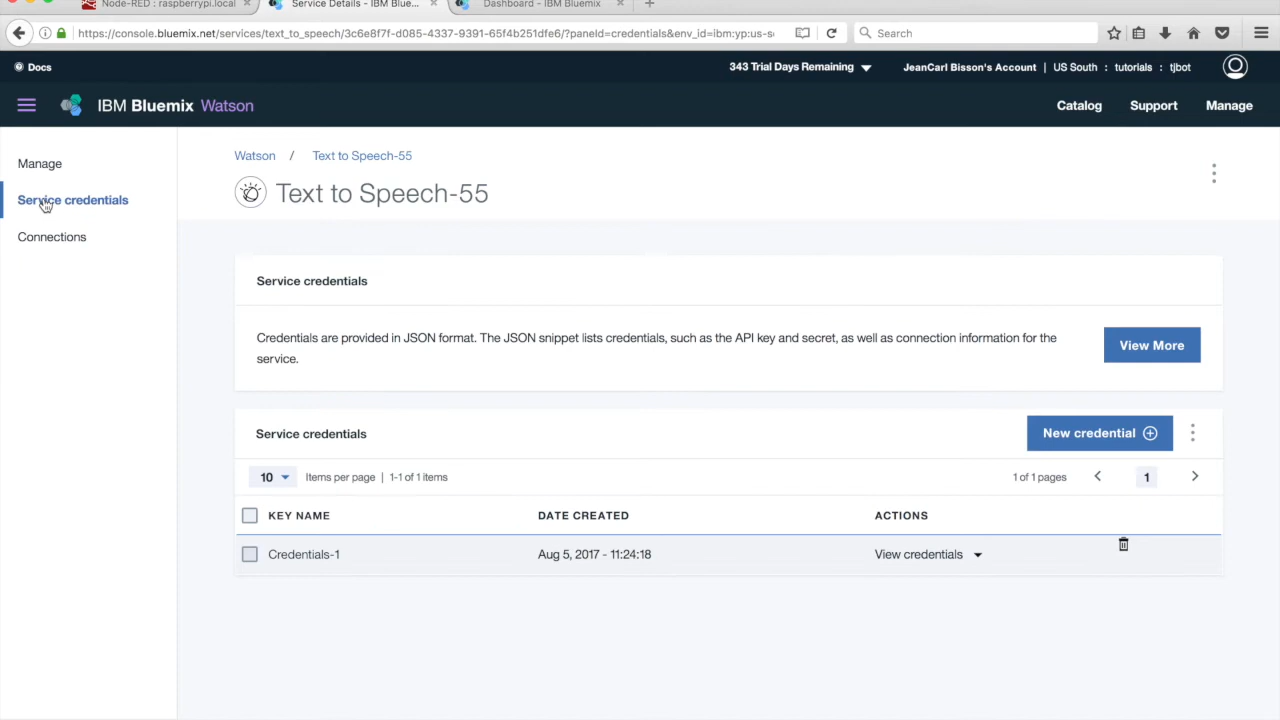 Node-RED : raspberrypi.local
Service Details - IBM Blue...
Dashboard - IBM Bluemix
https://console.bluemix.net/services/text_to_speech/3c6e8f7f-d085-4337-9391-65f4b251dfe6/?paneId=credentials&env_id=ibm:yp:us-s
Search
Docs
343 Trial Days Remaining
JeanCarl Bisson's Account | US South : tutorials : tjbot
IBM Bluemix Watson
Catalog
Support
Manage
Manage
Service credentials
Connections
Watson / Text to Speech-55
Text to Speech-55
Service credentials
Credentials are provided in JSON format. The JSON snippet lists credentials, such as the API key and secret, as well as connection information for the
service.
View More
Service credentials
New credential
10 Items per page | 1-1 of 1 items
1 of 1 pages
1
KEY NAME
DATE CREATED
ACTIONS
Credentials-1
Aug 5, 2017 - 11:24:18
View credentials